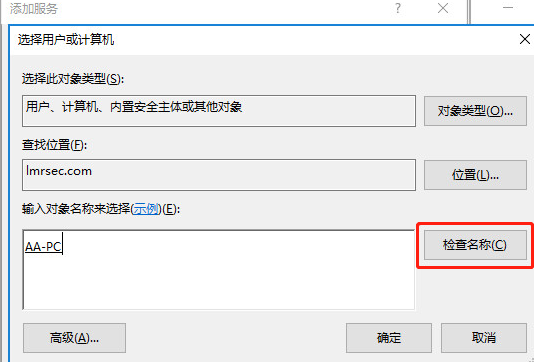 添加服务
选择用户或计算机
选择此对象类型(S):
用户、计算机、内置安全主体或其他对象
对象类型(O)...
查找位置(F):
lmrsec.com
位置(L)...
输入对象名称来选择(示例)(E):
AA-PC
检查名称(C)
高级(A)...
确定
取消